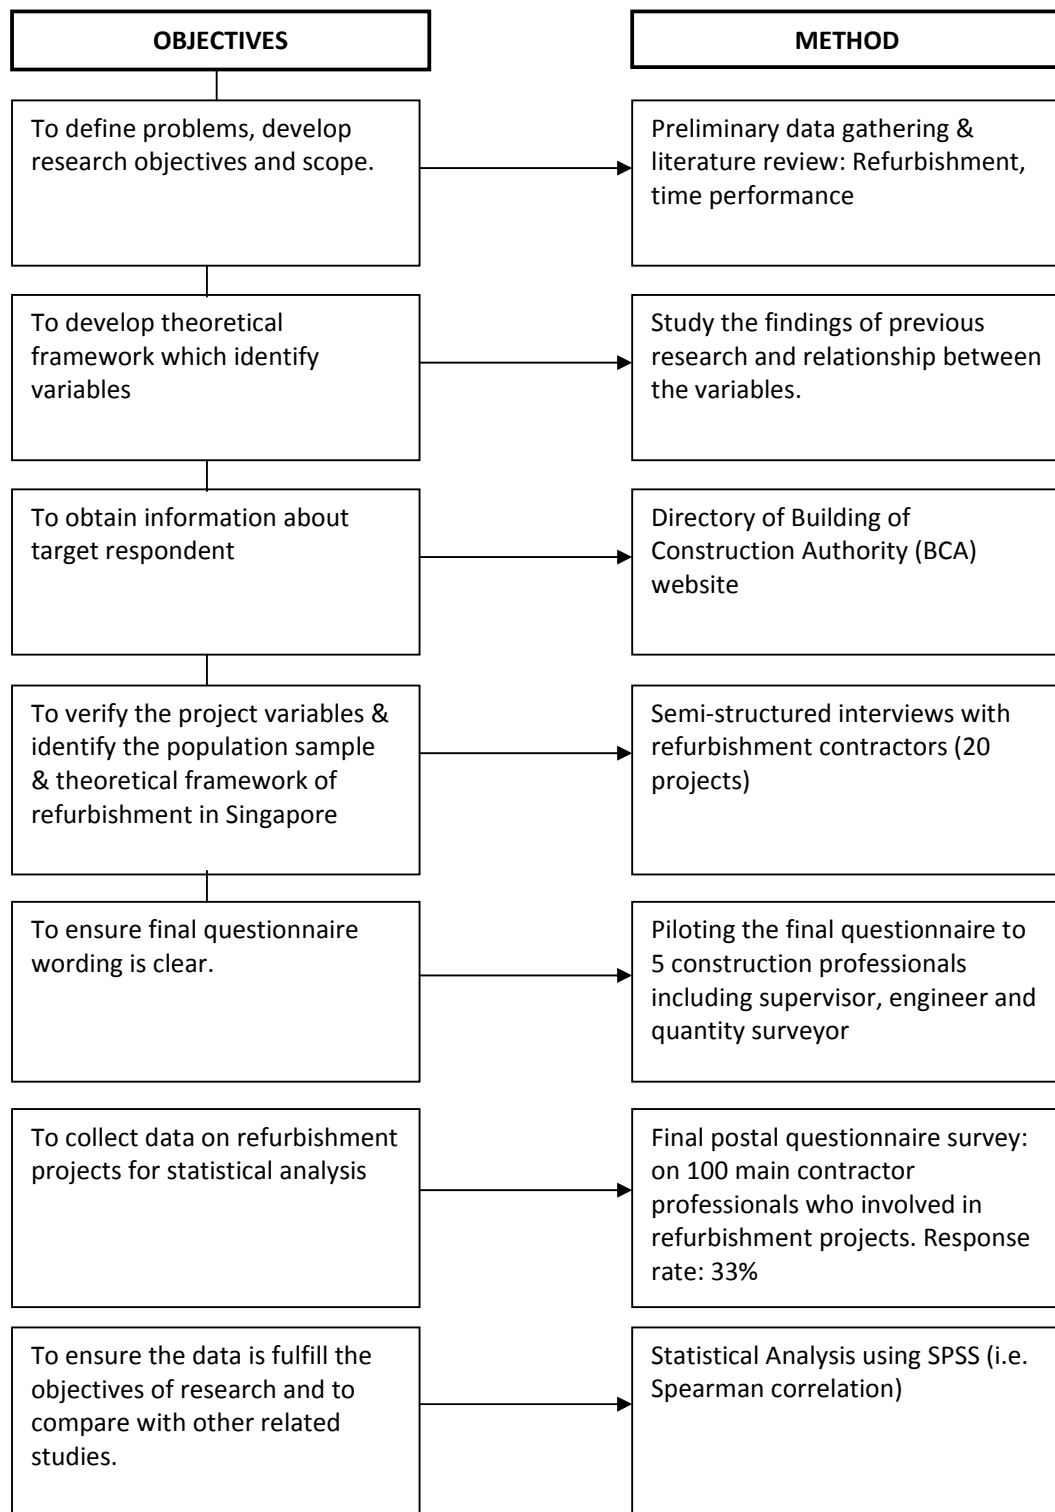 OBJECTIVES
METHOD
To define problems, develop
research objectives and scope.
Preliminary data gathering &
literature review: Refurbishment,
time performance
To develop theoretical
framework which identify
variables
Study the findings of previous
research and relationship between
the variables.
To obtain information about
target respondent
Directory of Building of
Construction Authority (BCA)
website
To verify the project variables &
identify the population sample
& theoretical framework of
refurbishment in Singapore
Semi-structured interviews with
refurbishment contractors (20
projects)
To ensure final questionnaire
wording is clear.
Piloting the final questionnaire to
5 construction professionals
including supervisor, engineer and
quantity surveyor
To collect data on refurbishment
projects for statistical analysis
Final postal questionnaire survey:
on 100 main contractor
professionals who involved in
refurbishment projects. Response
rate: 33%
To ensure the data is fulfill the
objectives of research and to
compare with other related
studies.
Statistical Analysis using SPSS (i.e.
Spearman correlation)